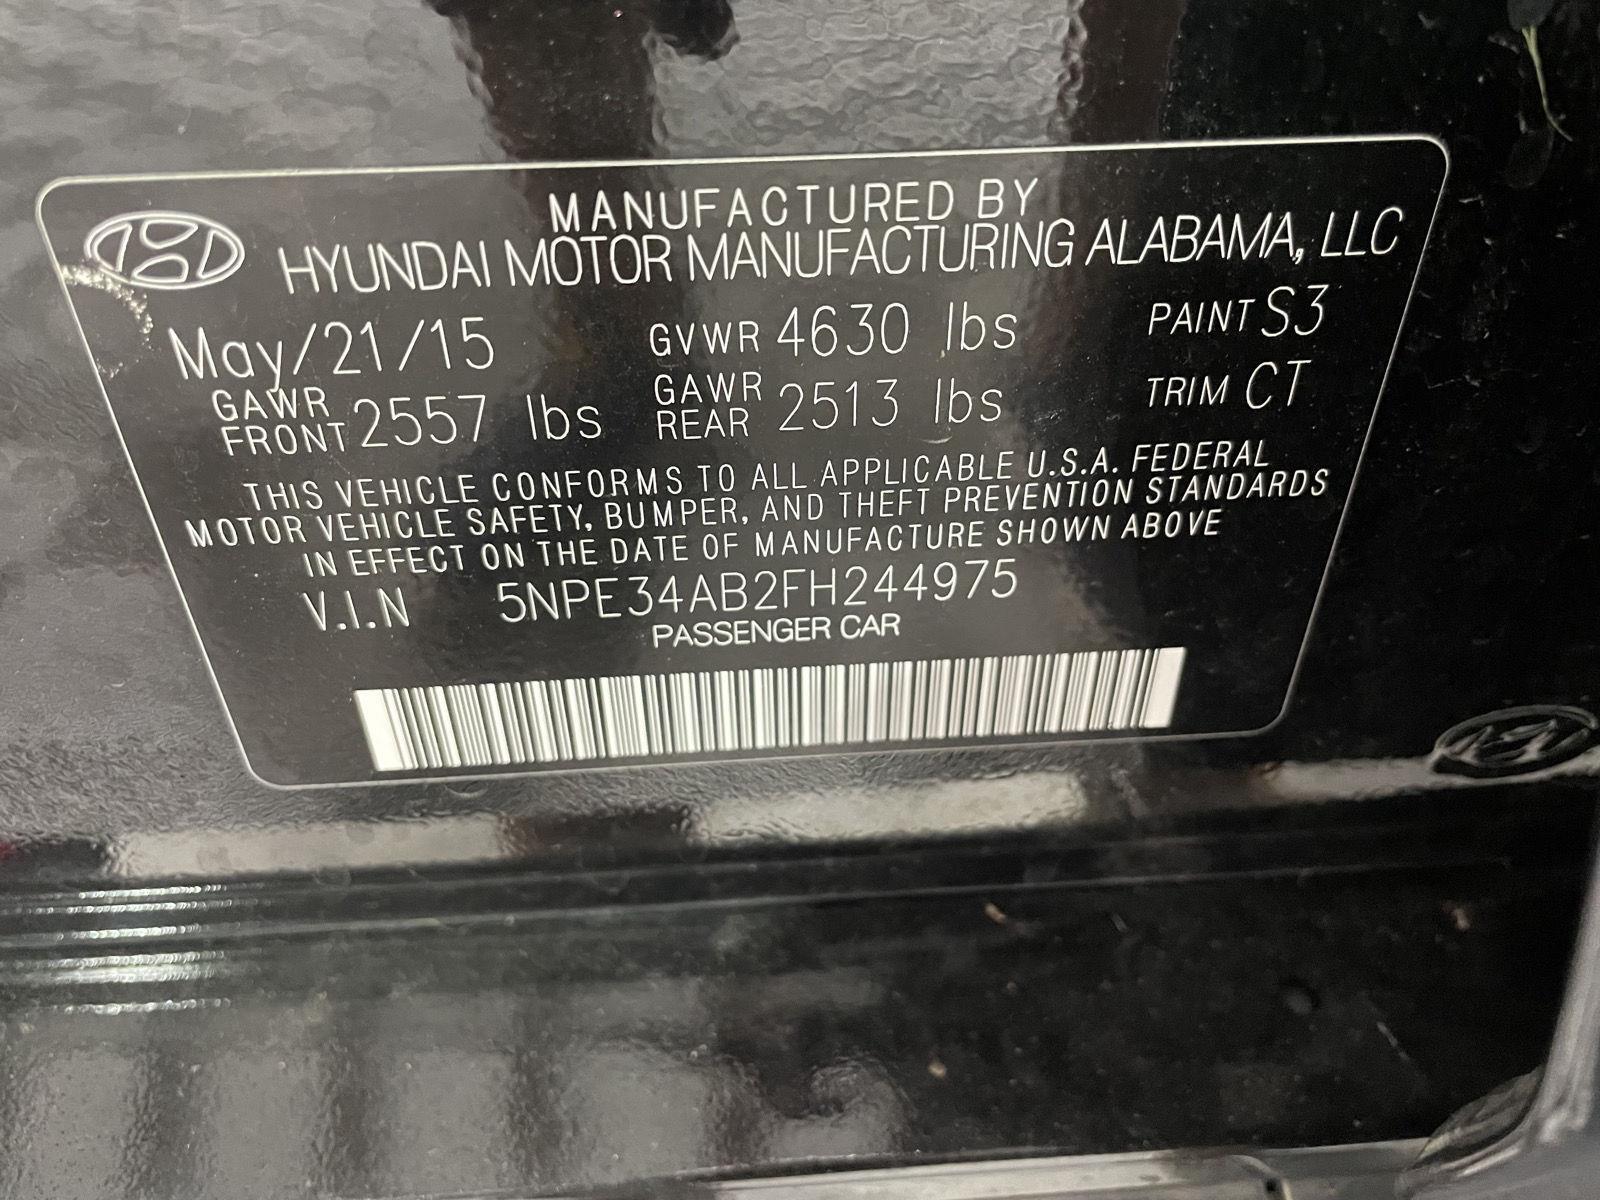 MANUFACTURED BY
HYUNDAI MOTOR MANUFACTURING ALABAMA, LLC
May/21/15 GVWR 4630 lbs PAINT S3
GAWR FRONT 2557 lbs GAWR REAR 2513 lbs TRIM CT
THIS VEHICLE CONFORMS TO ALL APPLICABLE U.S.A. FEDERAL
MOTOR VEHICLE SAFETY, BUMPER, AND THEFT PREVENTION STANDARDS
IN EFFECT ON THE DATE OF MANUFACTURE SHOWN ABOVE
V.I.N 5NPE34AB2FH244975
PASSENGER CAR